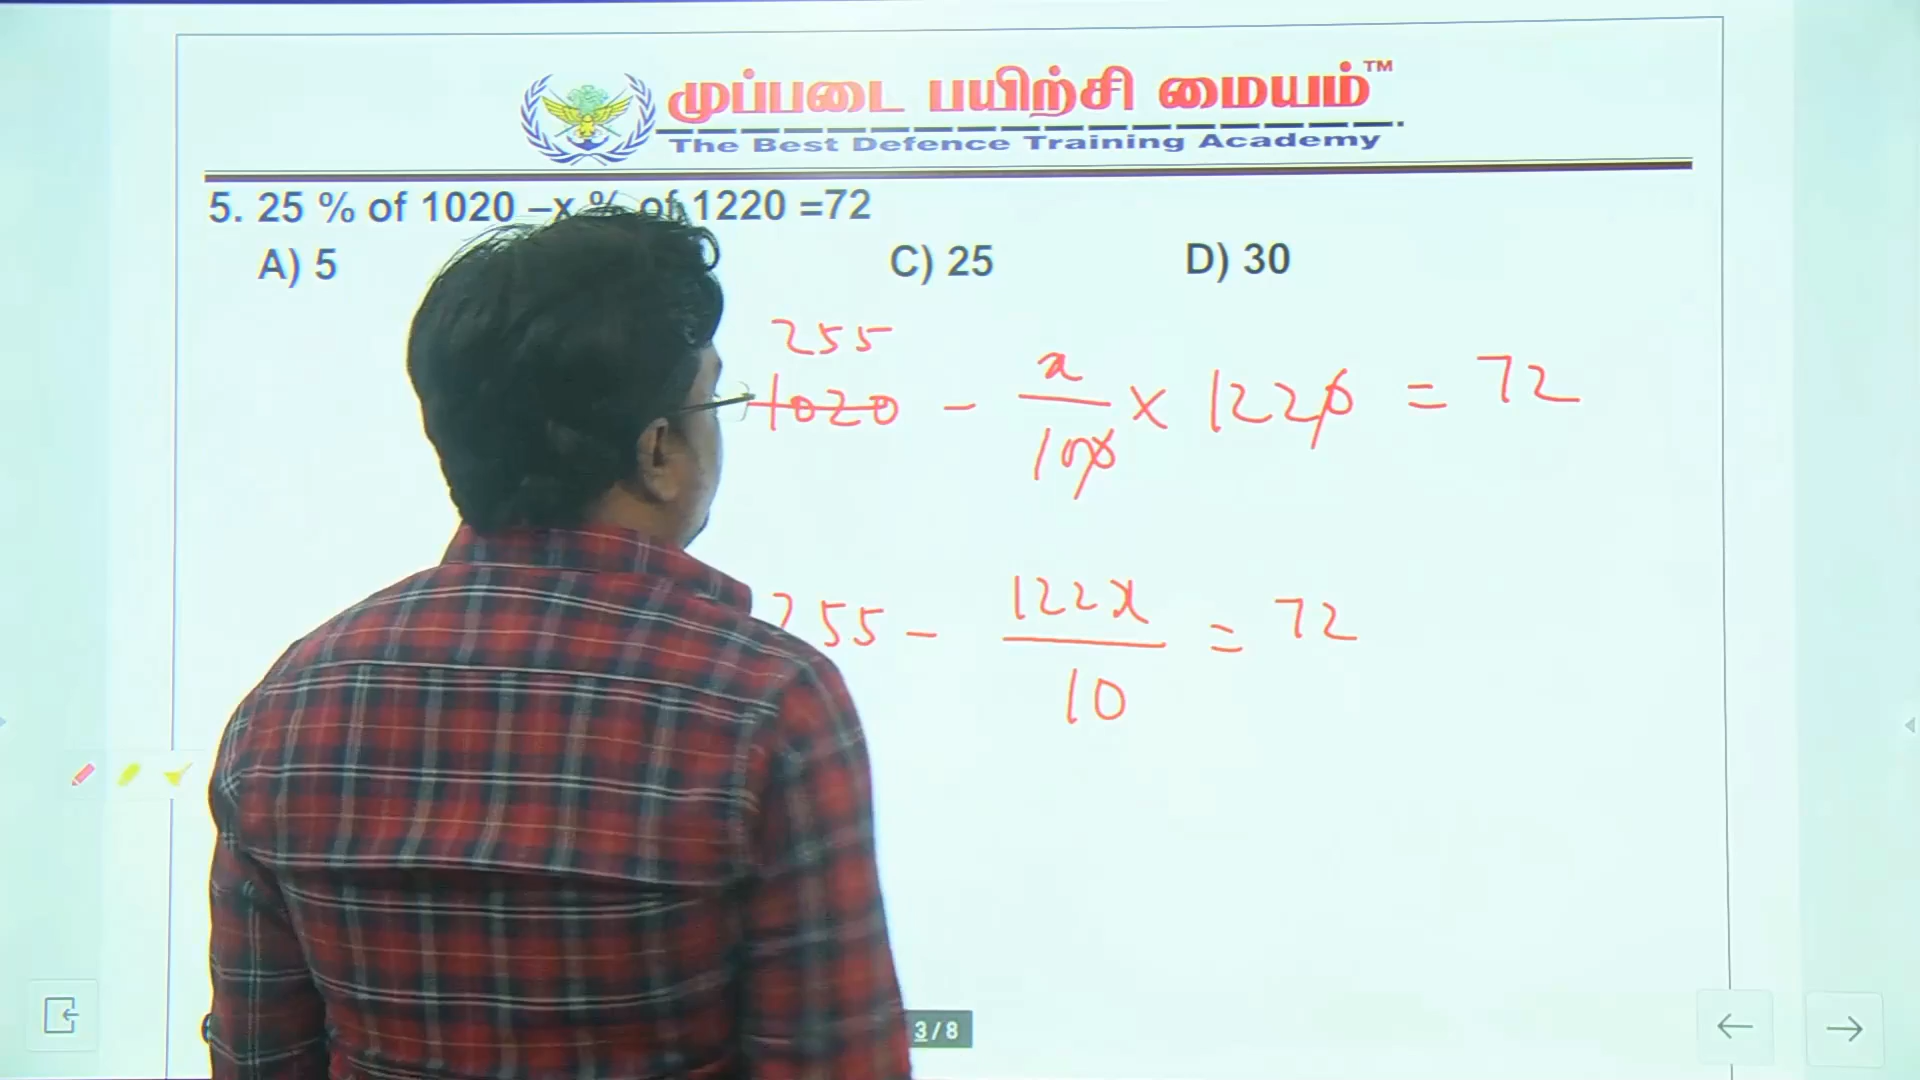 முப்படை பயிற்சி மையம்™
The Best Defence Training Academy
5. 25 % of 1020 –x % of 1220 =72
A) 5 C) 25 D) 30
255
1020 - x/100 x 1220 = 72
255 - 122x/10 = 72
3 / 8